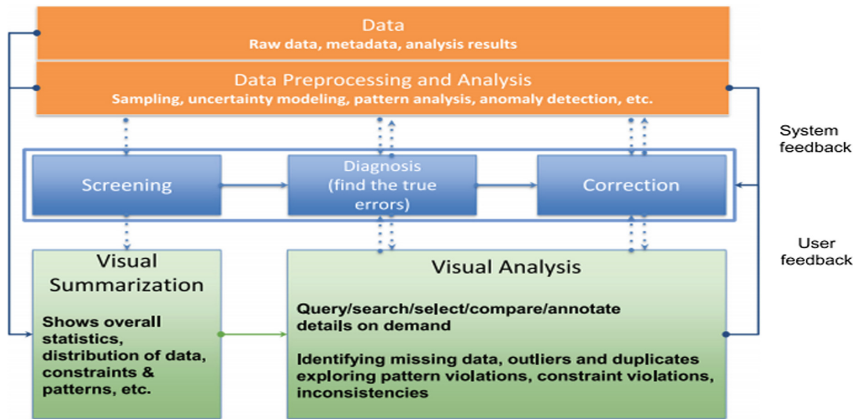 Data
Raw data, metadata, analysis results
Data Preprocessing and Analysis
Sampling, uncertainty modeling, pattern analysis, anomaly detection, etc.
System
feedback
Screening
Diagnosis
(find the true
errors)
Correction
User
feedback
Visual
Summarization
Shows overall
statistics,
distribution of data,
constraints &
patterns, etc.
Visual Analysis
Query/search/select/compare/annotate
details on demand
Identifying missing data, outliers and duplicates
exploring pattern violations, constraint violations,
inconsistencies